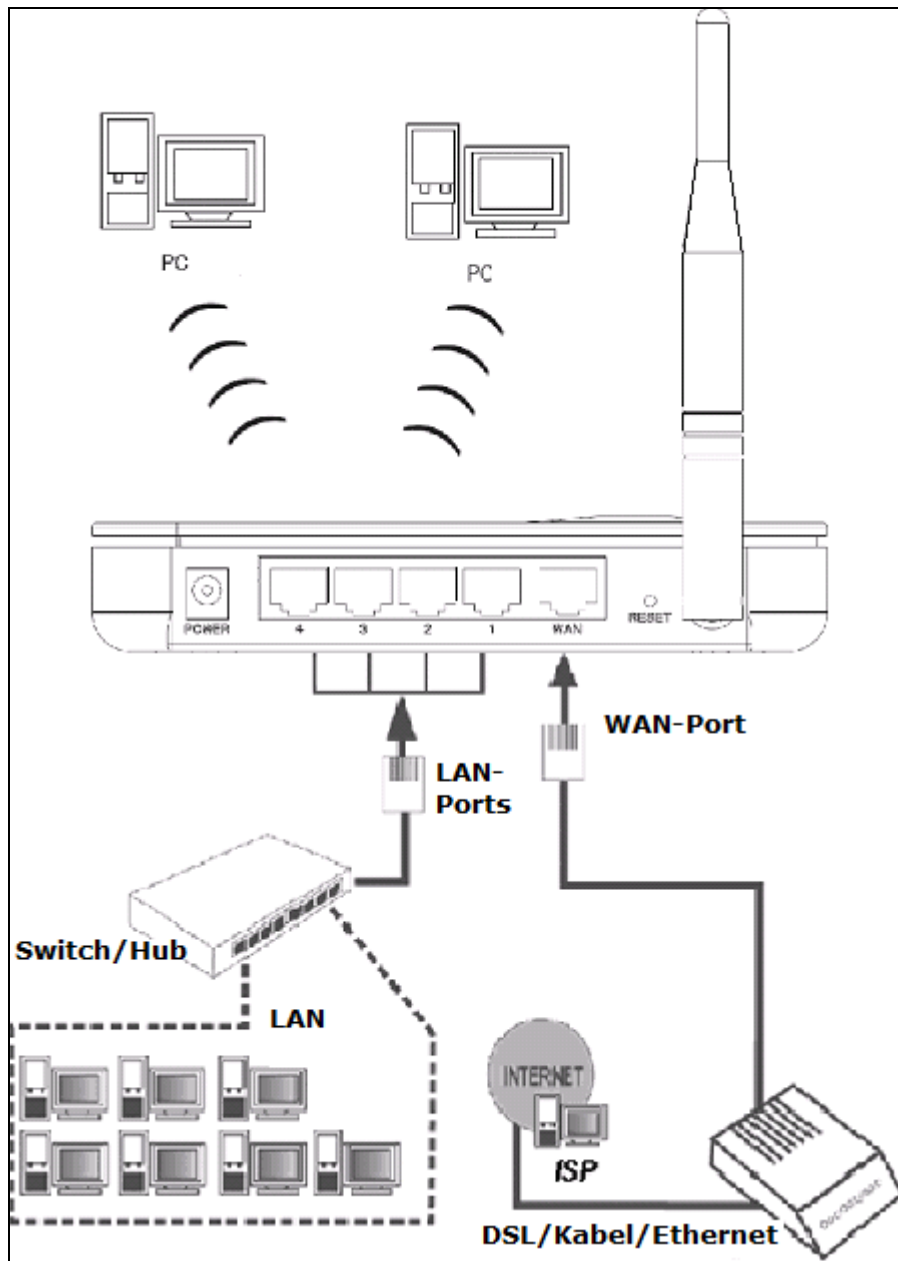 PC
PC
POWER
4
3
2
1
WAN
RESET
WAN-Port
LAN-
Ports
Switch/Hub
LAN
INTERNET
ISP
DSL/Kabel/Ethernet